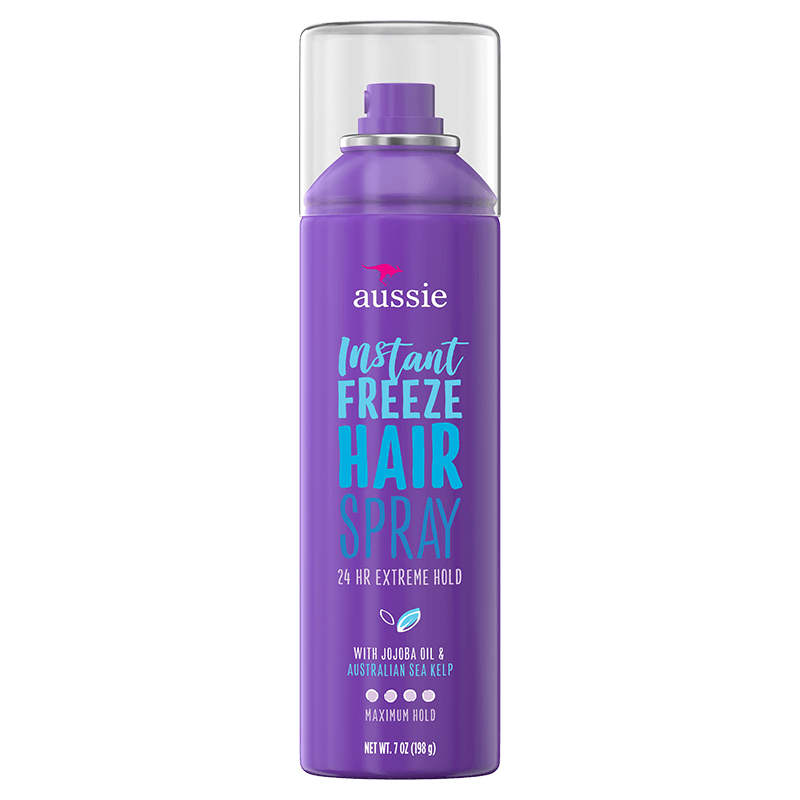 aussie
Instant
FREEZE
HAIR
SPRAY
24 HR EXTREME HOLD
WITH JOJOBA OIL &
AUSTRALIAN SEA KELP
MAXIMUM HOLD
NET WT. 7 OZ (198 g)